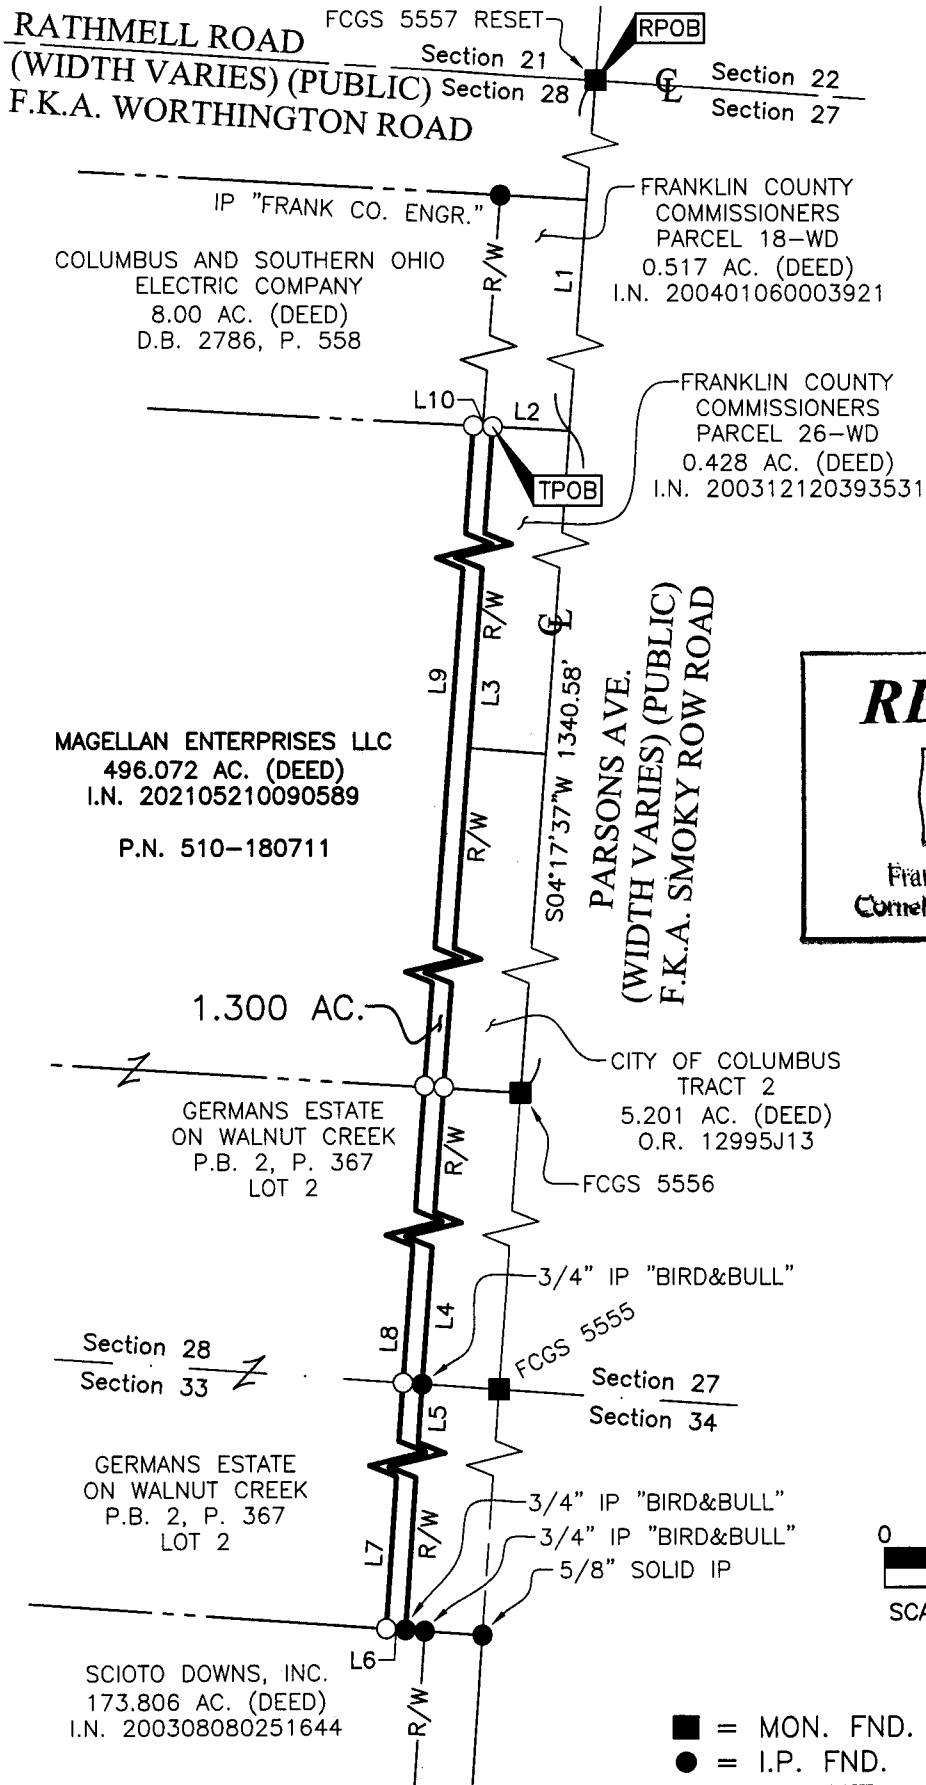 FCGS 5557 RESET
RPOB
RATHMELL ROAD
(WIDTH VARIES) (PUBLIC)
F.K.A. WORTHINGTON ROAD
Section 21
Section 28
℄
Section 22
Section 27
IP "FRANK CO. ENGR."
FRANKLIN COUNTY
COMMISSIONERS
PARCEL 18-WD
0.517 AC. (DEED)
I.N. 200401060003921
R/W
L1
COLUMBUS AND SOUTHERN OHIO
ELECTRIC COMPANY
8.00 AC. (DEED)
D.B. 2786, P. 558
FRANKLIN COUNTY
COMMISSIONERS
PARCEL 26-WD
0.428 AC. (DEED)
I.N. 200312120393531
L10
L2
TPOB
R/W
℄
L9
L3
S04°17'37"W 1340.58'
PARSONS AVE.
(WIDTH VARIES) (PUBLIC)
F.K.A. SMOKY ROW ROAD
MAGELLAN ENTERPRISES LLC
496.072 AC. (DEED)
I.N. 202105210090589
P.N. 510-180711
R/W
1.300 AC.
CITY OF COLUMBUS
TRACT 2
5.201 AC. (DEED)
O.R. 12995J13
GERMANS ESTATE
ON WALNUT CREEK
P.B. 2, P. 367
LOT 2
R/W
FCGS 5556
3/4" IP "BIRD&BULL"
L8
L4
FCGS 5555
Section 28
Section 33
Section 27
Section 34
L5
GERMANS ESTATE
ON WALNUT CREEK
P.B. 2, P. 367
LOT 2
3/4" IP "BIRD&BULL"
3/4" IP "BIRD&BULL"
5/8" SOLID IP
L7
R/W
L6
SCIOTO DOWNS, INC.
173.806 AC. (DEED)
I.N. 200308080251644
R/W
0
SCA
= MON. FND.
= I.P. FND.